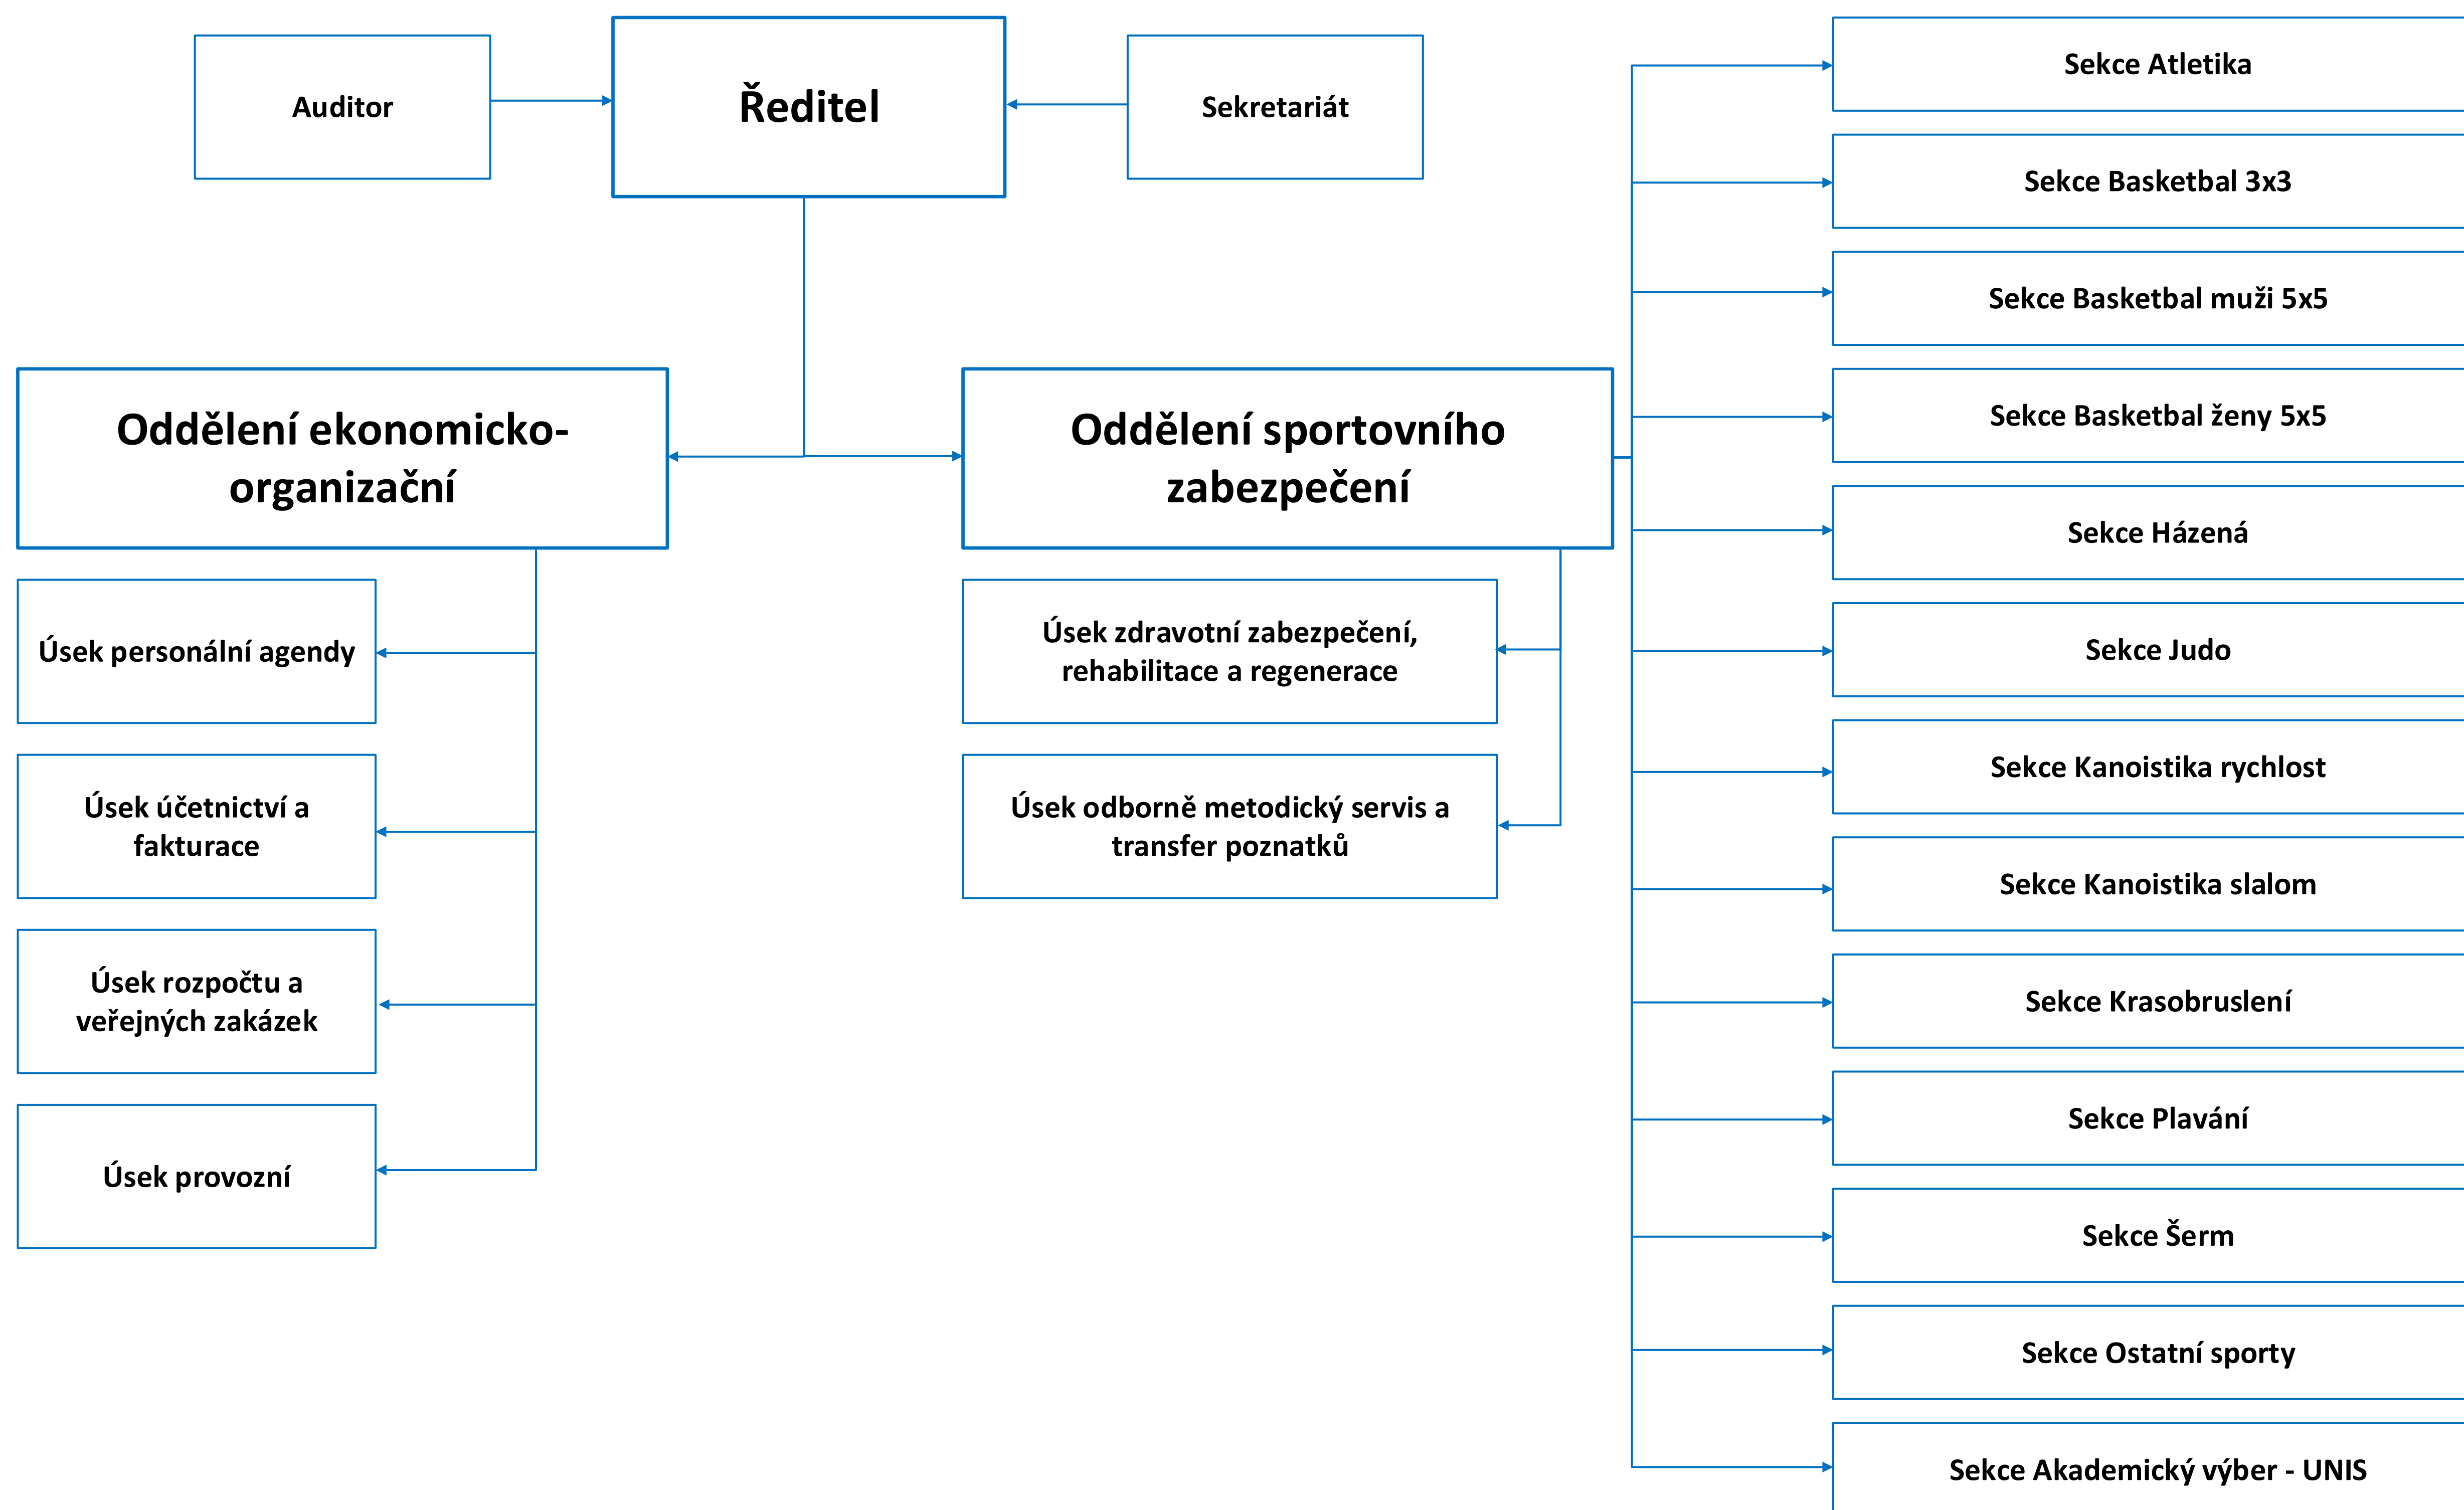 Auditor
Ředitel
Sekretariát
Oddělení ekonomicko-
organizační
Oddělení sportovního
zabezpečení
Úsek personální agendy
Úsek účetnictví a
fakturace
Úsek rozpočtu a
veřejných zakázek
Úsek provozní
Úsek zdravotní zabezpečení,
rehabilitace a regenerace
Úsek odborně metodický servis a
transfer poznatků
Sekce Atletika
Sekce Basketbal 3x3
Sekce Basketbal muži 5x5
Sekce Basketbal ženy 5x5
Sekce Házená
Sekce Judo
Sekce Kanoistika rychlost
Sekce Kanoistika slalom
Sekce Krasobruslení
Sekce Plavání
Sekce Šerm
Sekce Ostatní sporty
Sekce Akademický výber - UNIS